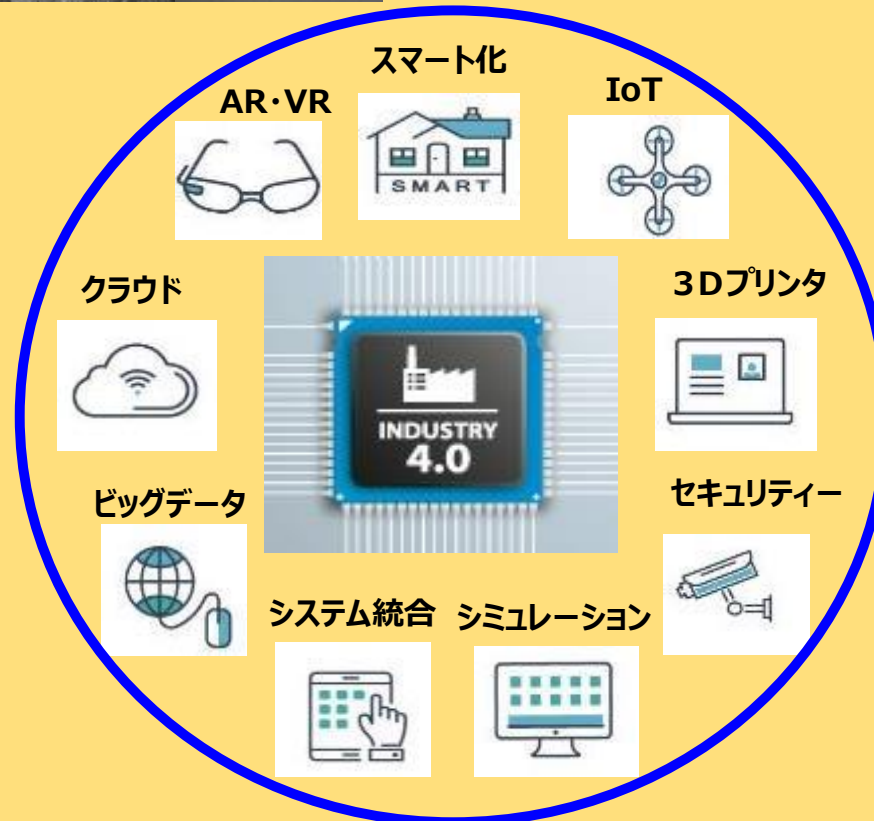 スマート化
AR・VR
IoT
SMART
クラウド
3Dプリンタ
INDUSTRY
4.0
ビッグデータ
セキュリティー
システム統合
シミュレーション